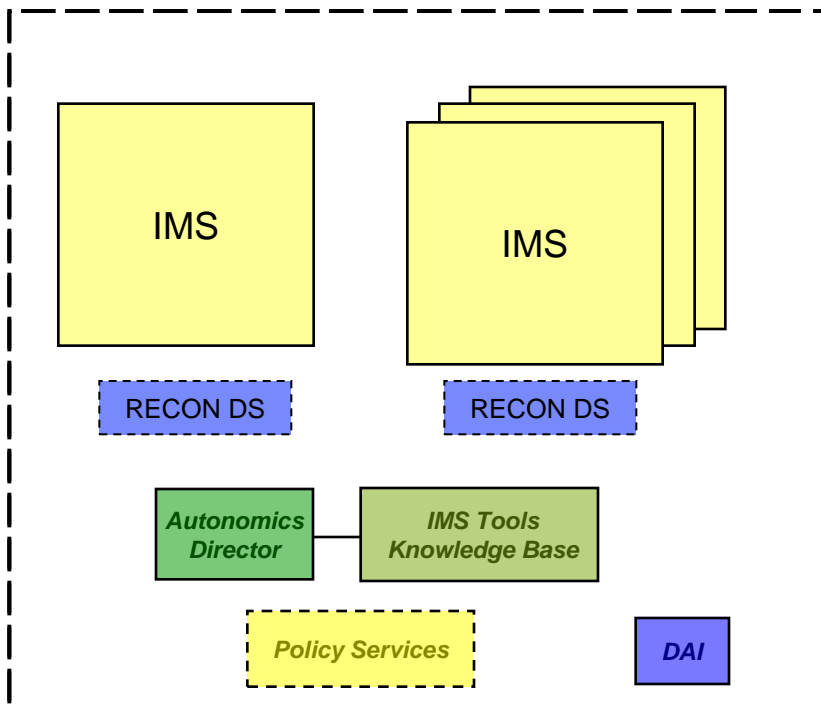 IMS
IMS
RECON DS
RECON DS
Autonomics
Director
IMS Tools
Knowledge Base
Policy Services
DAI